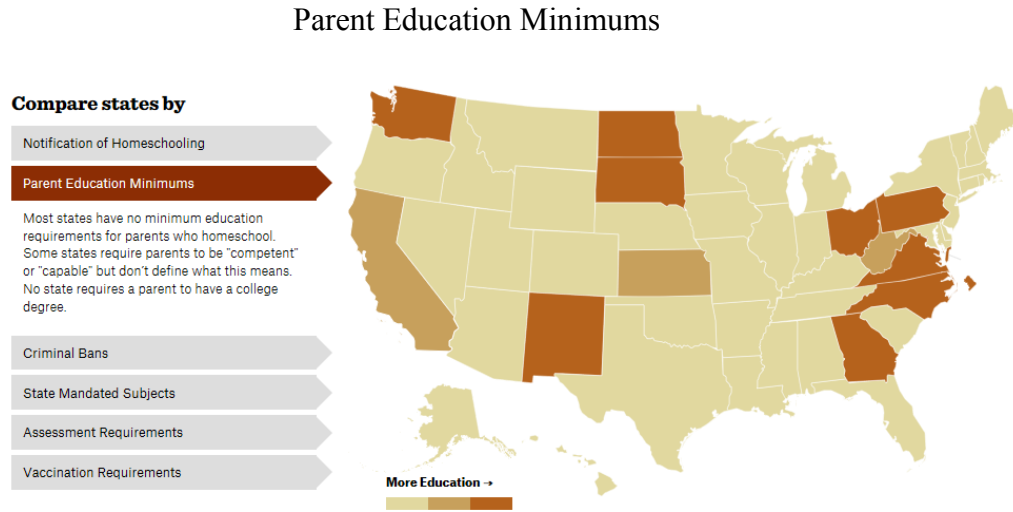 Parent Education Minimums
Compare states by
Notification of Homeschooling
Parent Education Minimums
Most states have no minimum education
requirements for parents who homeschool.
Some states require parents to be "competent"
or "capable" but don't define what this means.
No state requires a parent to have a college
degree.
Criminal Bans
State Mandated Subjects
Assessment Requirements
Vaccination Requirements
More Education →